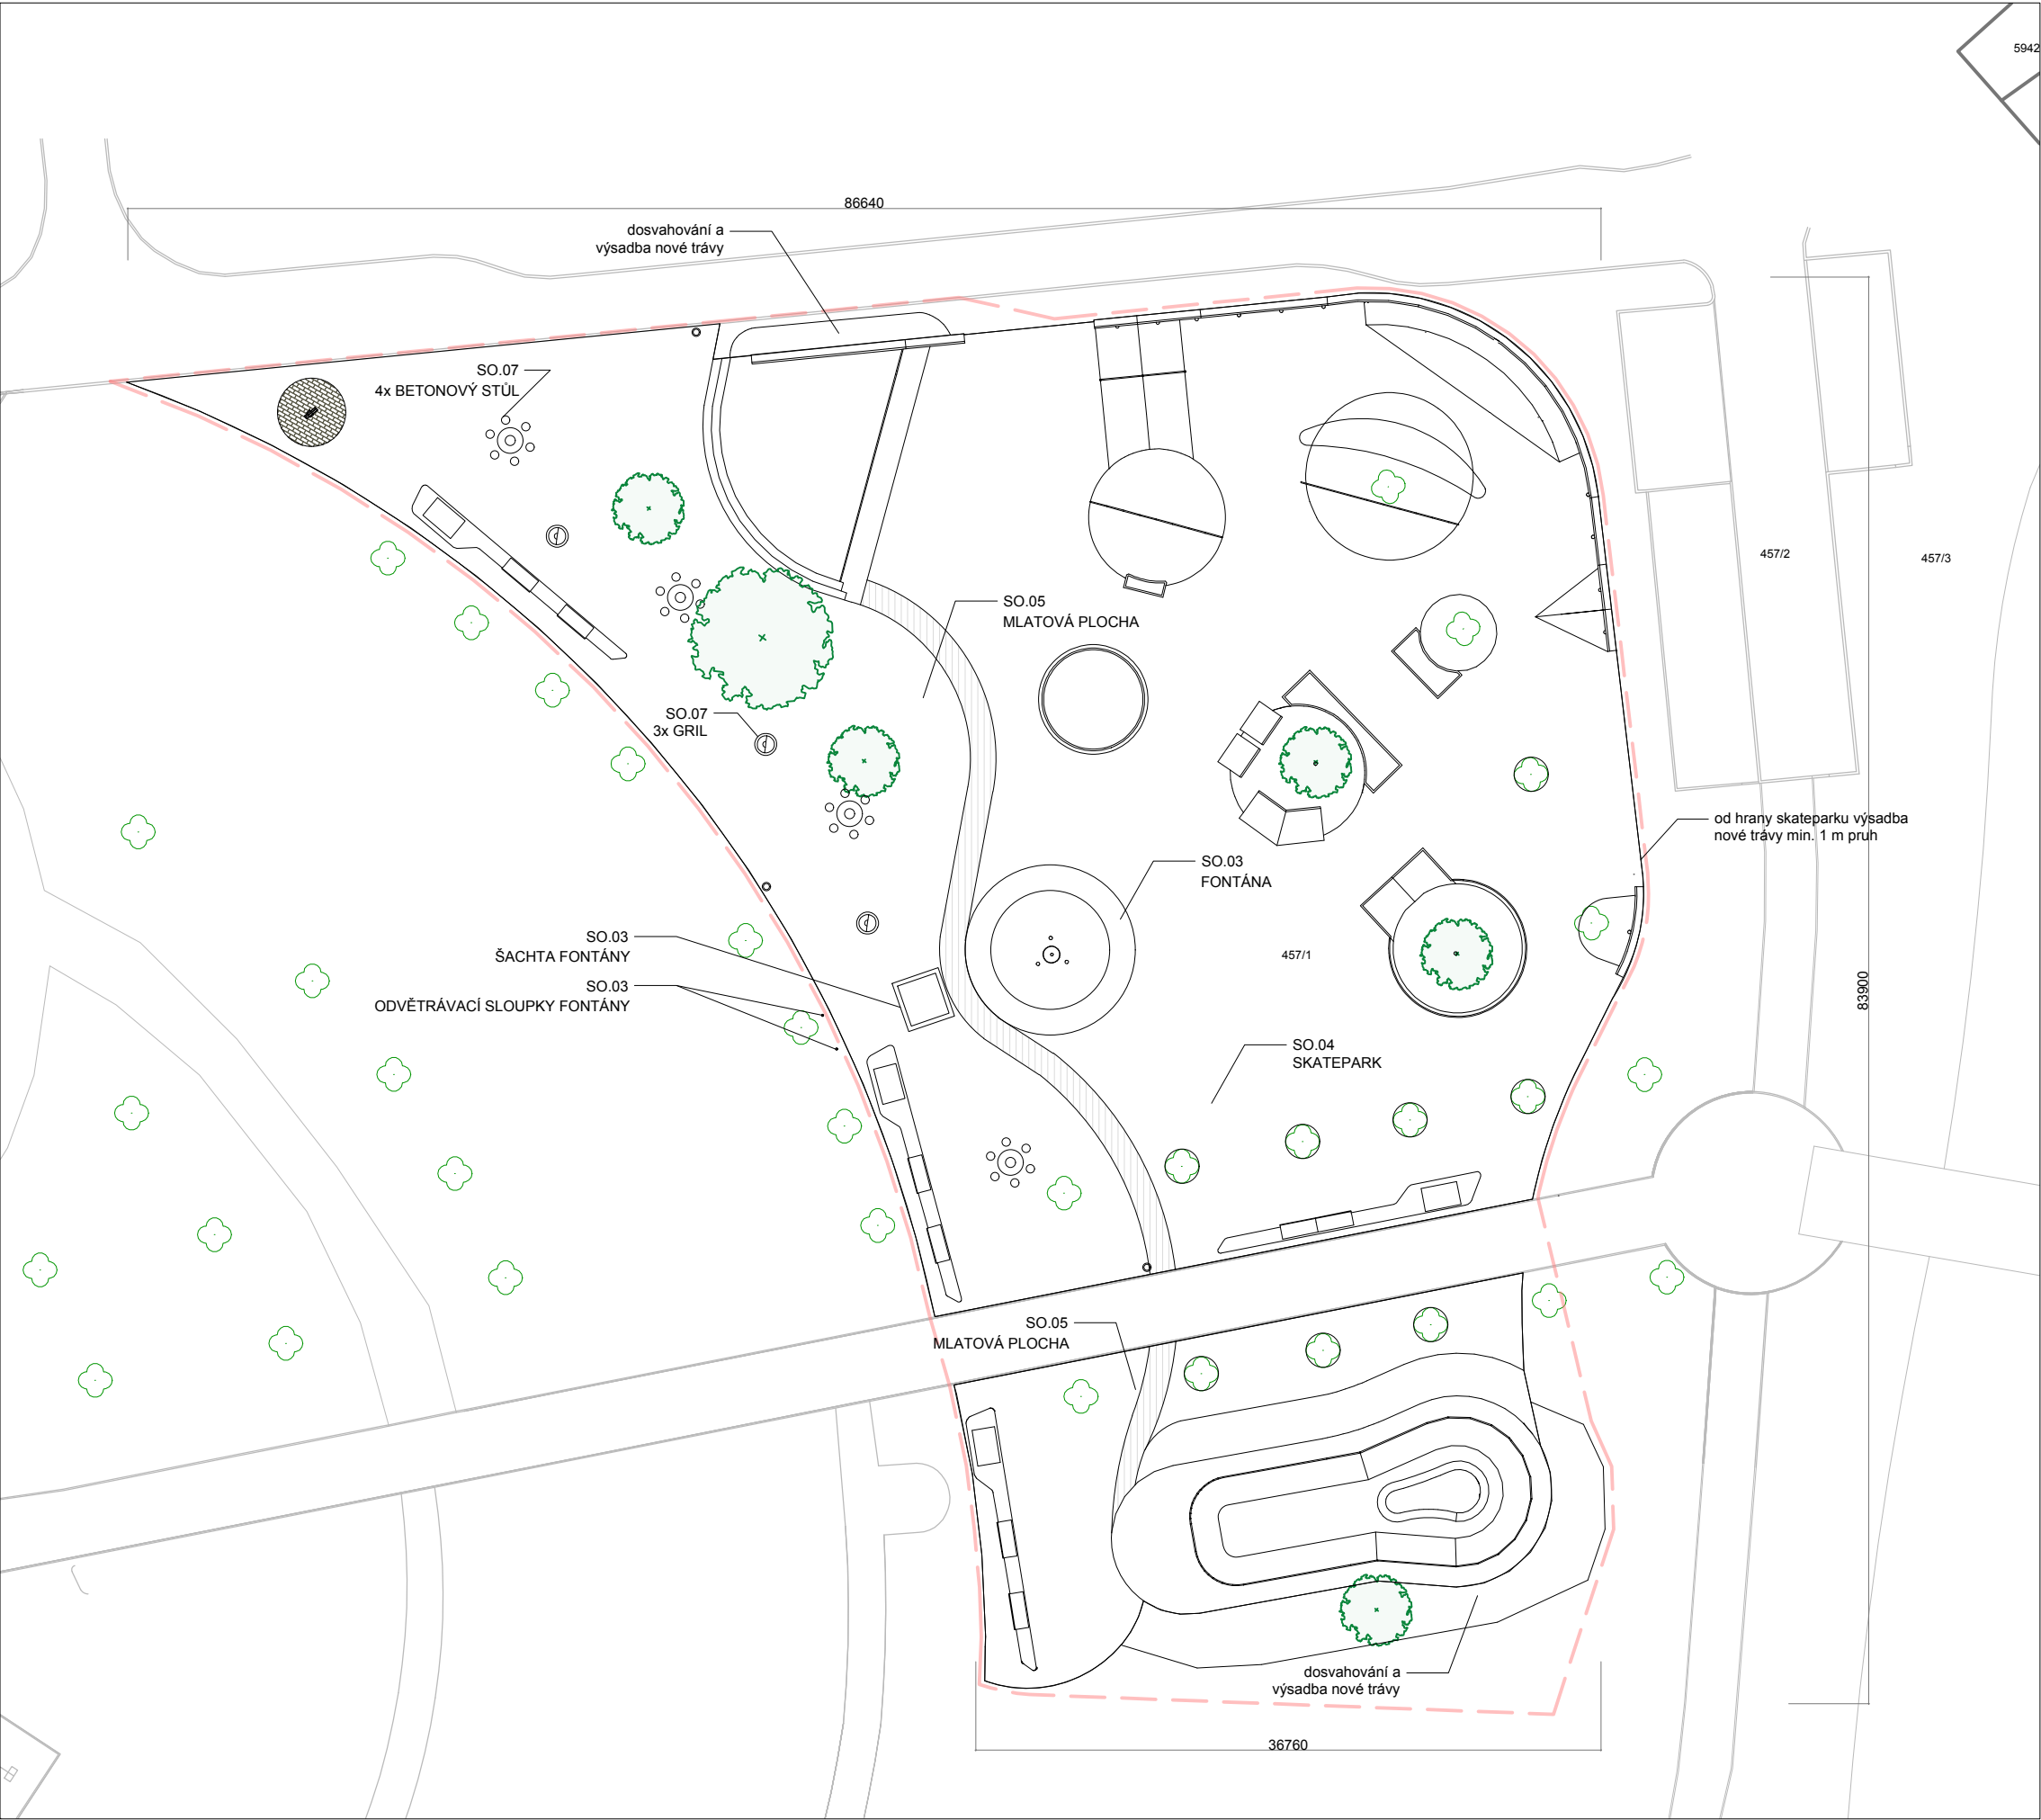 5942
86640
dosvahování a
výsadba nové trávy
SO.07
4x BETONOVÝ STŮL
457/2
457/3
SO.05
MLATOVÁ PLOCHA
SO.07
3x GRIL
od hrany skateparku výsadba
nové trávy min. 1 m pruh
SO.03
FONTÁNA
SO.03
ŠACHTA FONTÁNY
457/1
SO.03
ODVĚTRÁVACÍ SLOUPKY FONTÁNY
83900
SO.04
SKATEPARK
SO.05
MLATOVÁ PLOCHA
dosvahování a
výsadba nové trávy
36760